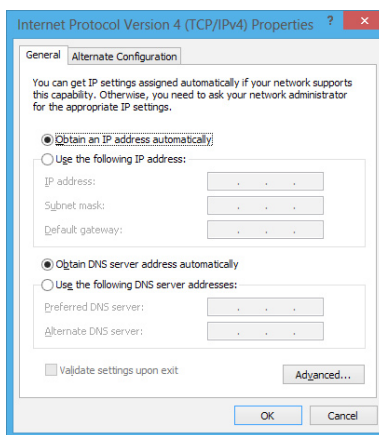 Internet Protocol Version 4 (TCP/IPv4) Properties ? ×
General Alternate Configuration
You can get IP settings assigned automatically if your network supports
this capability. Otherwise, you need to ask your network administrator
for the appropriate IP settings.
Obtain an IP address automatically
Use the following IP address:
IP address: . . .
Subnet mask: . . .
Default gateway: . . .
Obtain DNS server address automatically
Use the following DNS server addresses:
Preferred DNS server: . . .
Alternate DNS server: . . .
Validate settings upon exit
Advanced...
OK Cancel